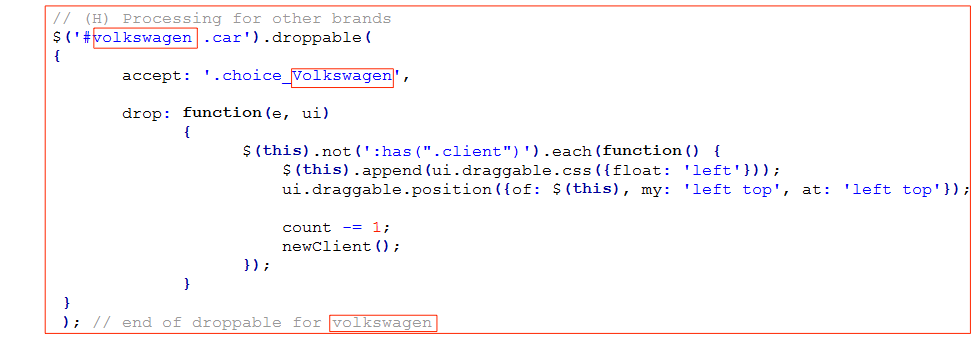 // (H) Processing for other brands
$('#volkswagen .car').droppable(
{
accept: '.choice_Volkswagen',
drop: function(e, ui)
{
$(this).not(':has(".client")').each(function() {
$(this).append(ui.draggable.css({float: 'left'}));
ui.draggable.position({of: $(this), my: 'left top', at: 'left top'});
count -= 1;
newClient();
});
}
}
); // end of droppable for volkswagen